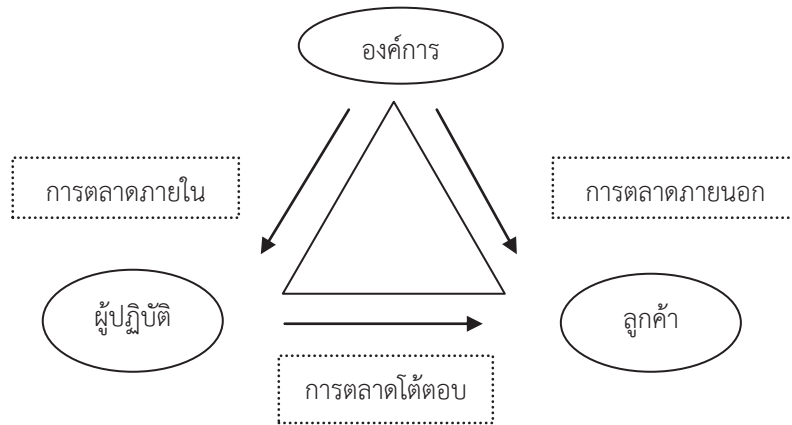 องค์การ
การตลาดภายใน
การตลาดภายนอก
ผู้ปฏิบัติ
ลูกค้า
การตลาดโต้ตอบ